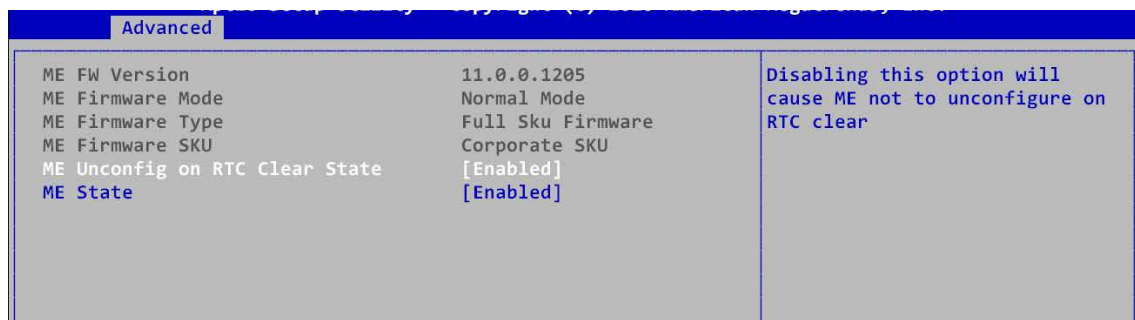 Advanced
ME FW Version 11.0.0.1205 Disabling this option will
ME Firmware Mode Normal Mode cause ME not to unconfigure on
ME Firmware Type Full Sku Firmware RTC clear
ME Firmware SKU Corporate SKU
ME Unconfig on RTC Clear State [Enabled]
ME State [Enabled]